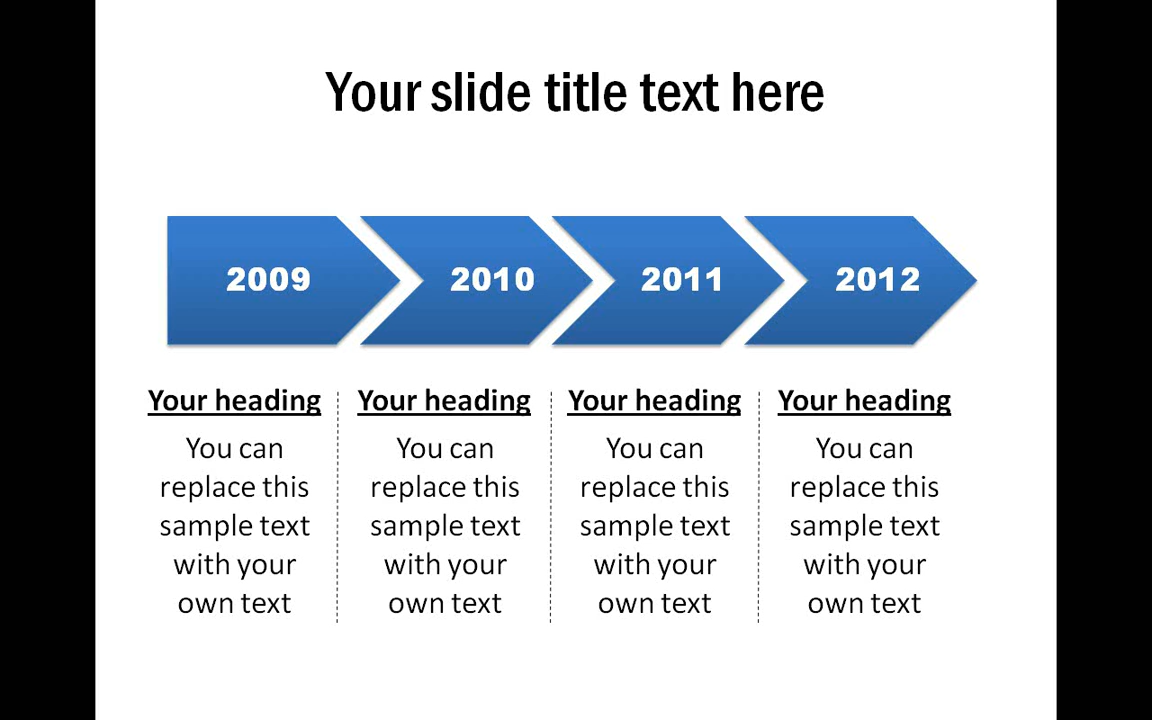 Your slide title text here
2009
2010
2011
2012
Your heading
You can
replace this
sample text
with your
own text
Your heading
You can
replace this
sample text
with your
own text
Your heading
You can
replace this
sample text
with your
own text
Your heading
You can
replace this
sample text
with your
own text